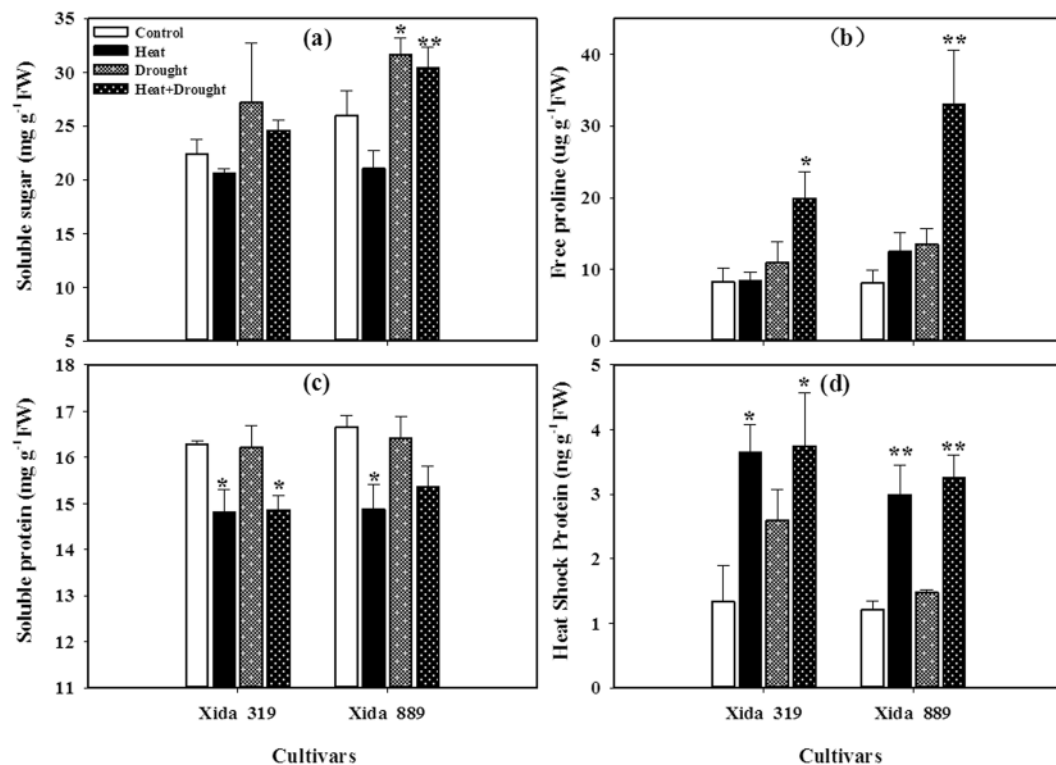 (a)
Control
Heat
Drought
Heat+Drought
* **
35
30
25
20
15
10
5
Soluble sugar (mg g-1FW)
(b)
* **
40
30
20
10
0
Free proline (ug g-1FW)
(c)
* * *
18
17
16
15
14
13
12
11
Soluble protein (mg g-1FW)
Xida 319 Xida 889
Cultivars
(d)
* * ** **
5
4
3
2
1
0
Heat Shock Protein (ng g-1FW)
Xida 319 Xida 889
Cultivars